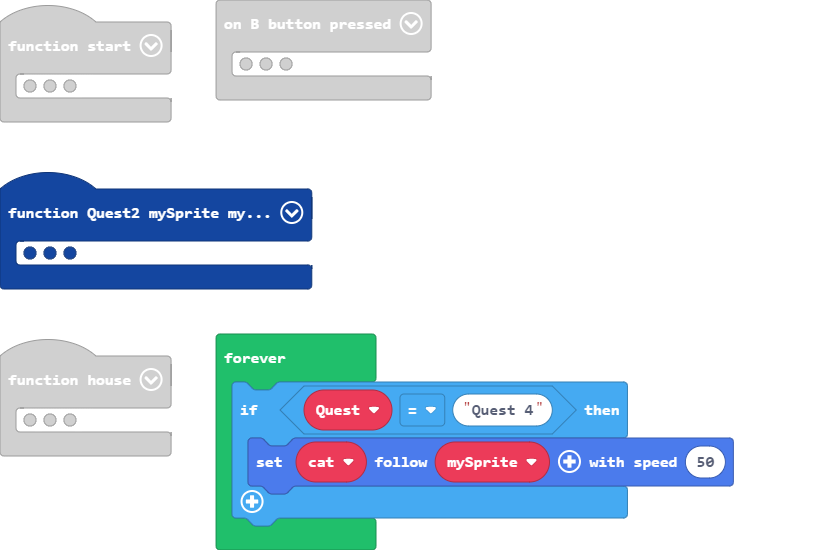 function start
on B button pressed
function Quest2 mySprite my...
function house
forever
if Quest = "Quest 4" then
set cat follow mySprite with speed 50